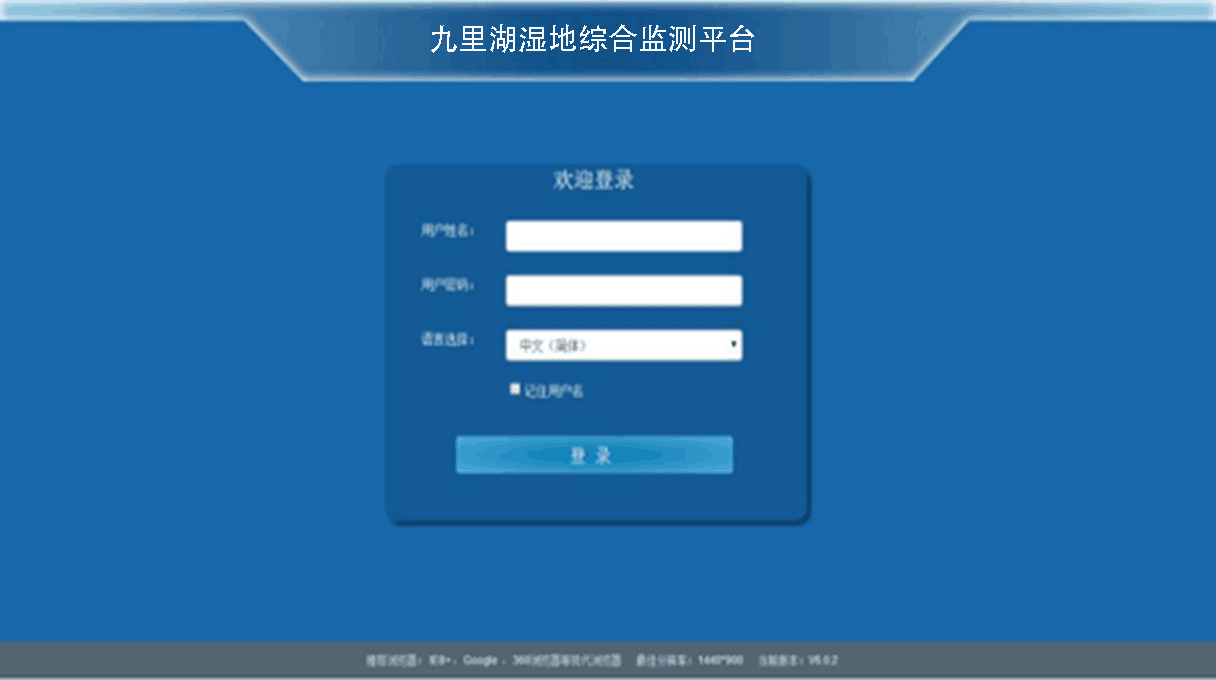 九里湖湿地综合监测平台
欢迎登录
用户姓名：
用户密码：
语言选择：
中文（简体）
记住用户名
登 录
推荐浏览器：IE8+、Google 、360浏览器等现代浏览器 最佳分辨率：1440*900 当前版本：V6.0.2